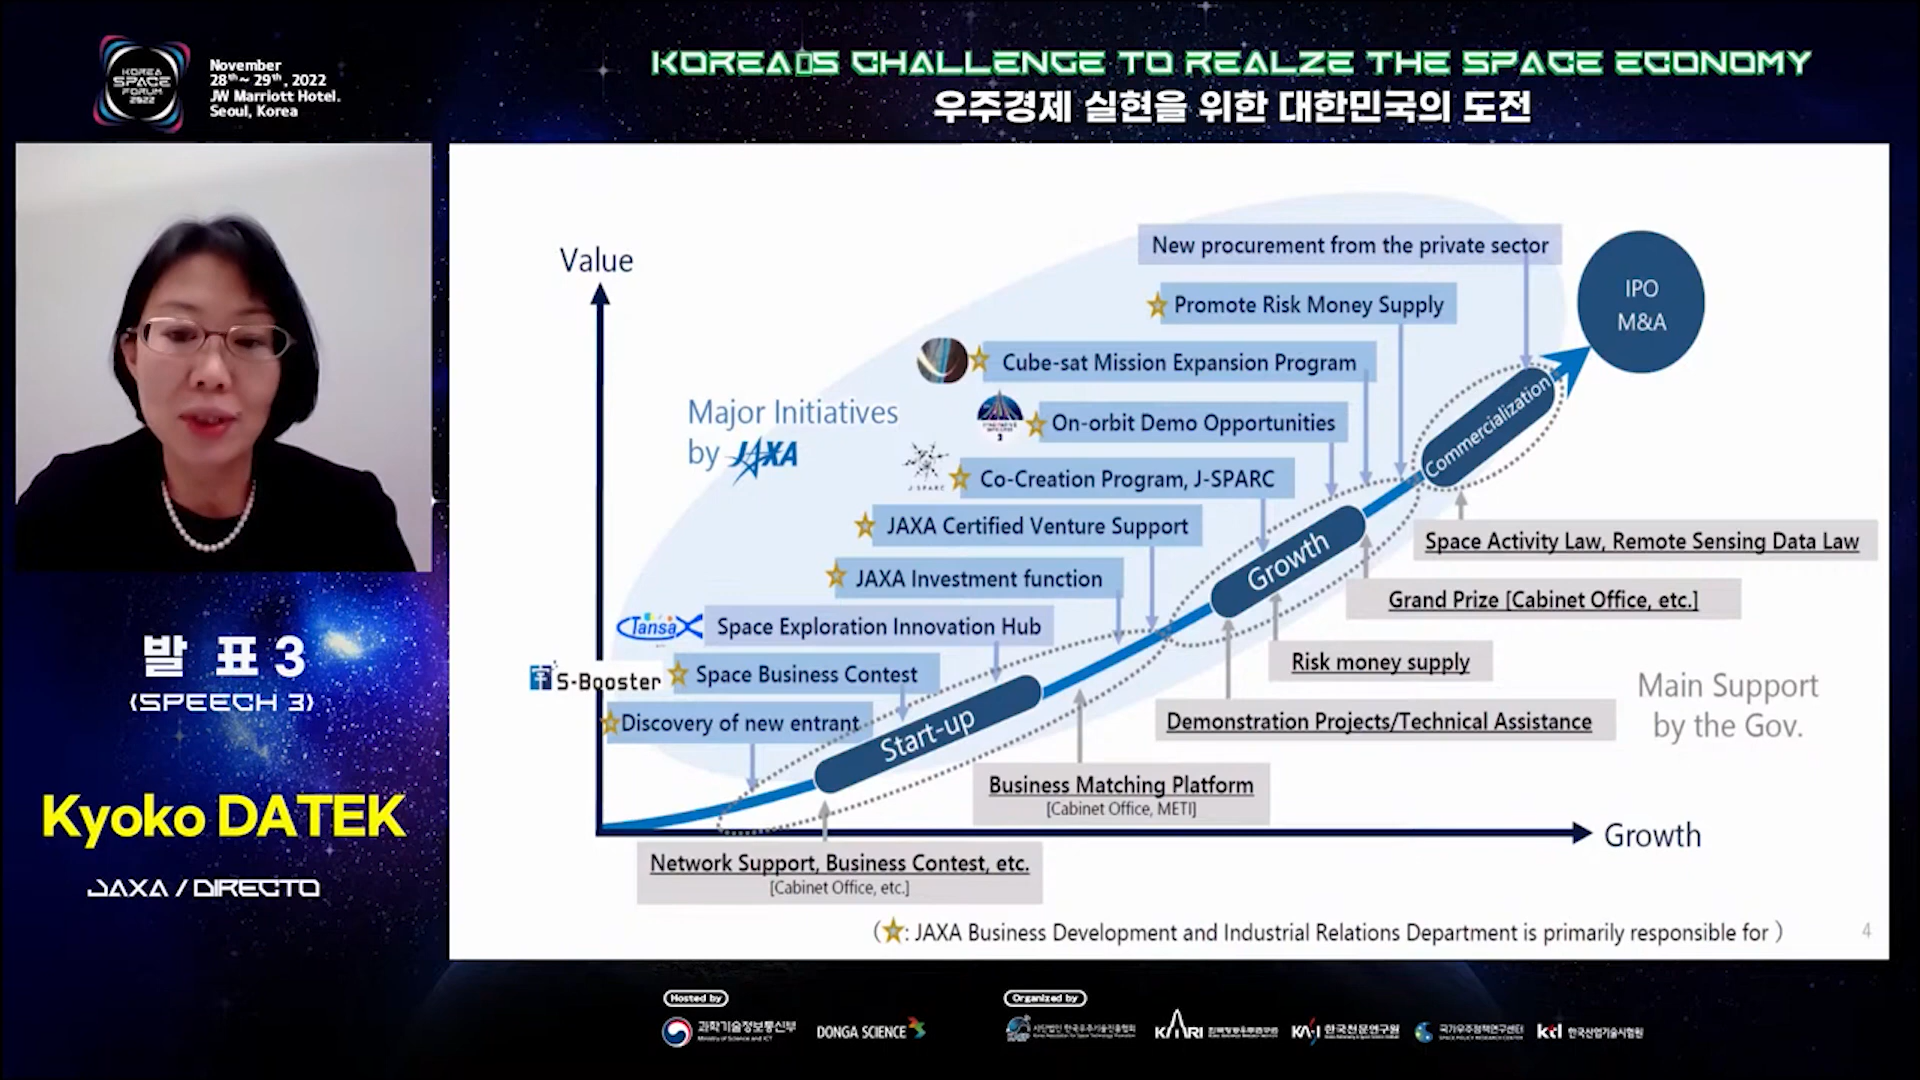 KOREA SPACE FORUM 2022
November
28th ~ 29th, 2022
JW Marriott Hotel.
Seoul, Korea
KOREA▯S CHALLENGE TO REALZE THE SPACE ECONOMY
우주경제 실현을 위한 대한민국의 도전
발 표 3
(SPEECH 3)
Kyoko DATEK
JAXA / DIRECTO
Value
New procurement from the private sector
IPO
M&A
Promote Risk Money Supply
Cube-sat Mission Expansion Program
Major Initiatives
by JAXA
On-orbit Demo Opportunities
Commercialization
J-SPARC
Co-Creation Program, J-SPARC
JAXA Certified Venture Support
Growth
Space Activity Law, Remote Sensing Data Law
JAXA Investment function
Grand Prize [Cabinet Office, etc.]
TansaX
Space Exploration Innovation Hub
Risk money supply
S-Booster
Space Business Contest
Main Support
by the Gov.
Discovery of new entrant
Start-up
Demonstration Projects/Technical Assistance
Business Matching Platform
[Cabinet Office, METI]
Growth
Network Support, Business Contest, etc.
[Cabinet Office, etc.]
(☆: JAXA Business Development and Industrial Relations Department is primarily responsible for )
4
Hosted by
과학기술정보통신부
Ministry of Science and ICT
DONGA SCIENCE
Organized by
사단법인 한국우주기술진흥협회
KARI 한국항공우주연구원
KASI 한국천문연구원
국가우주정책연구센터
SPACE POLICY RESEARCH CENTER
ktl 한국산업기술시험원